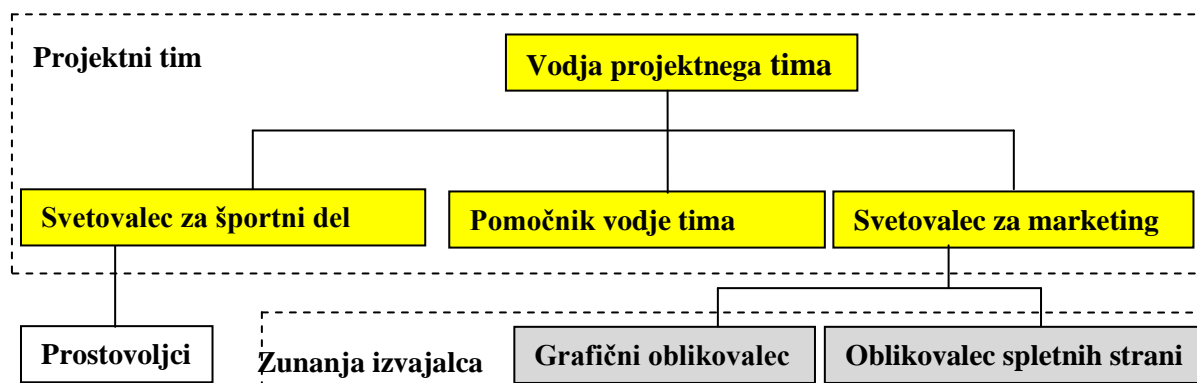 Projektni tim
Vodja projektnega tima
Svetovalec za športni del
Pomočnik vodje tima
Svetovalec za marketing
Prostovoljci
Zunanja izvajalca
Grafični oblikovalec
Oblikovalec spletnih strani